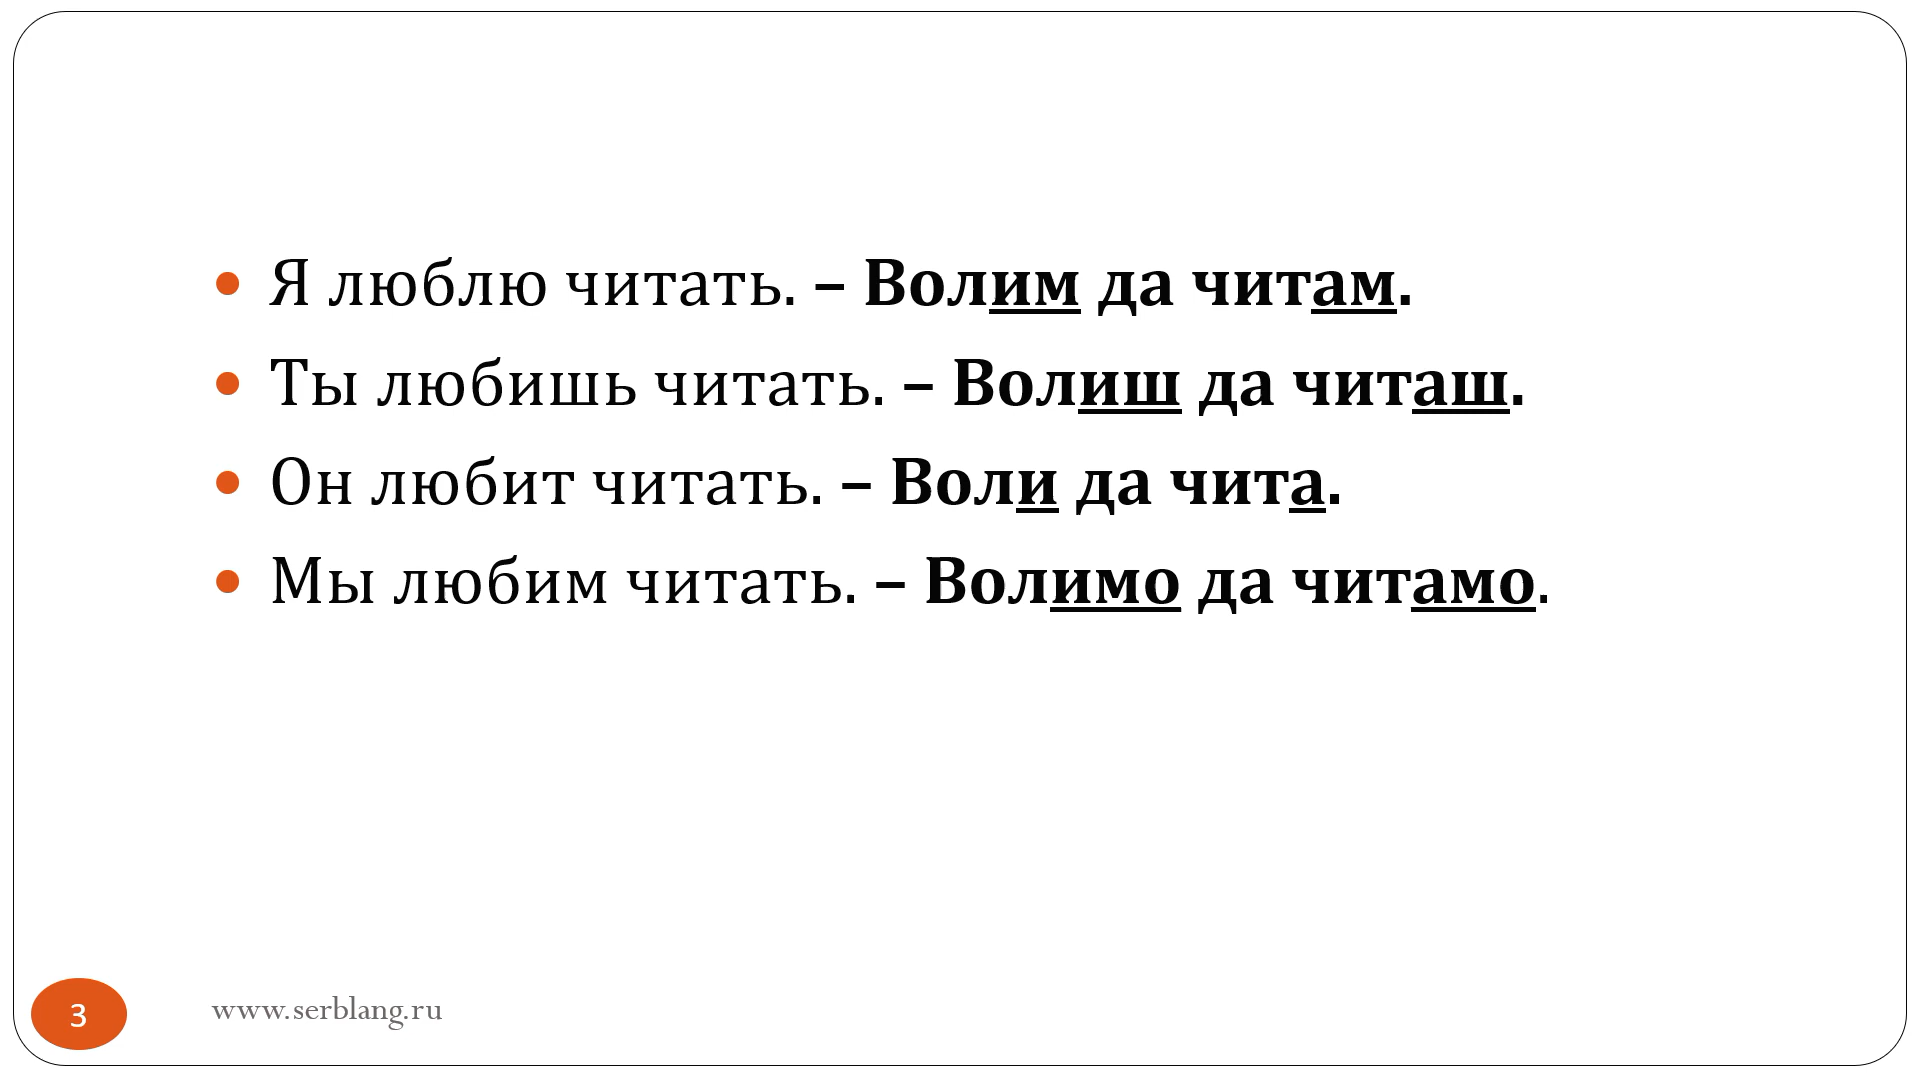 • Я люблю читать. – Волим да читам.
• Ты любишь читать. – Волиш да читаш.
• Он любит читать. – Воли да чита.
• Мы любим читать. – Волимо да читамо.
3
www.serblang.ru